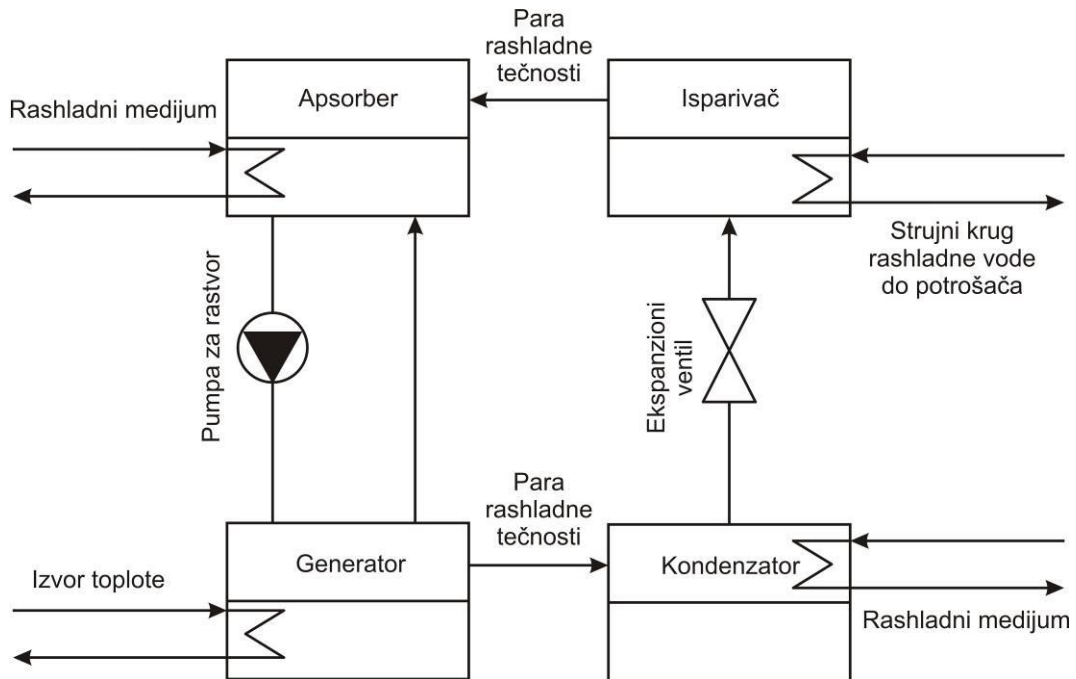 Para
rashladne
tečnosti
Apsorber
Isparivač
Rashladni medijum
Strujni krug
rashladne vode
do potrošača
Pumpa za rastvor
Ekspanzioni
ventil
Para
rashladne
tečnosti
Generator
Kondenzator
Izvor toplote
Rashladni medijum